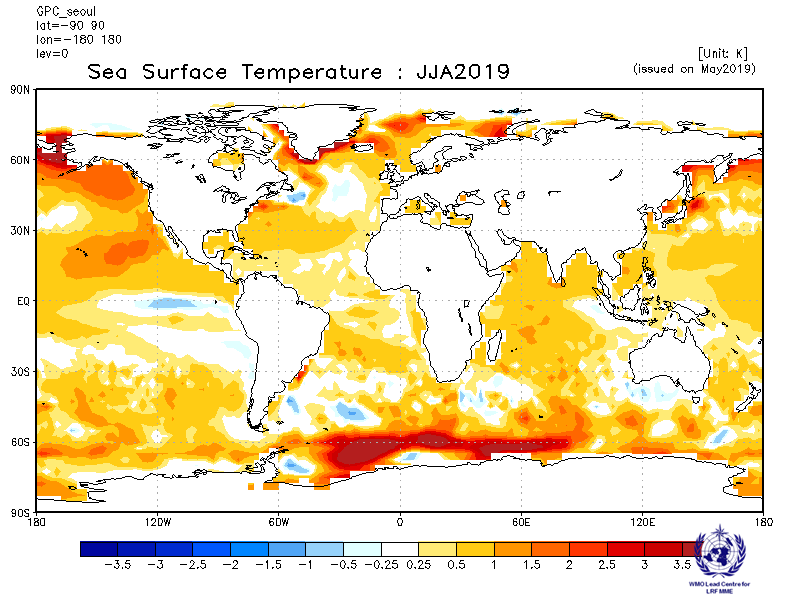 GPC_seoul
lat=-90 90
lon=-180 180
lev=0
[Unit: K]
Sea Surface Temperature : JJA2019
(issued on May2019)
90N
60N
30N
EQ
30S
60S
90S
180 120W 60W 0 60E 120E 180
-3.5 -3 -2.5 -2 -1.5 -1 -0.5 -0.25 0.25 0.5 1 1.5 2 2.5 3 3.5
WMO Lead Centre for
LRF MME